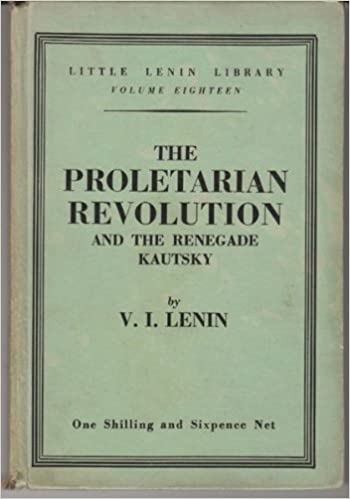 LITTLE LENIN LIBRARY
VOLUME EIGHTEEN
THE
PROLETARIAN
REVOLUTION
AND THE RENEGADE
KAUTSKY
by
V. I. LENIN
One Shilling and Sixpence Net